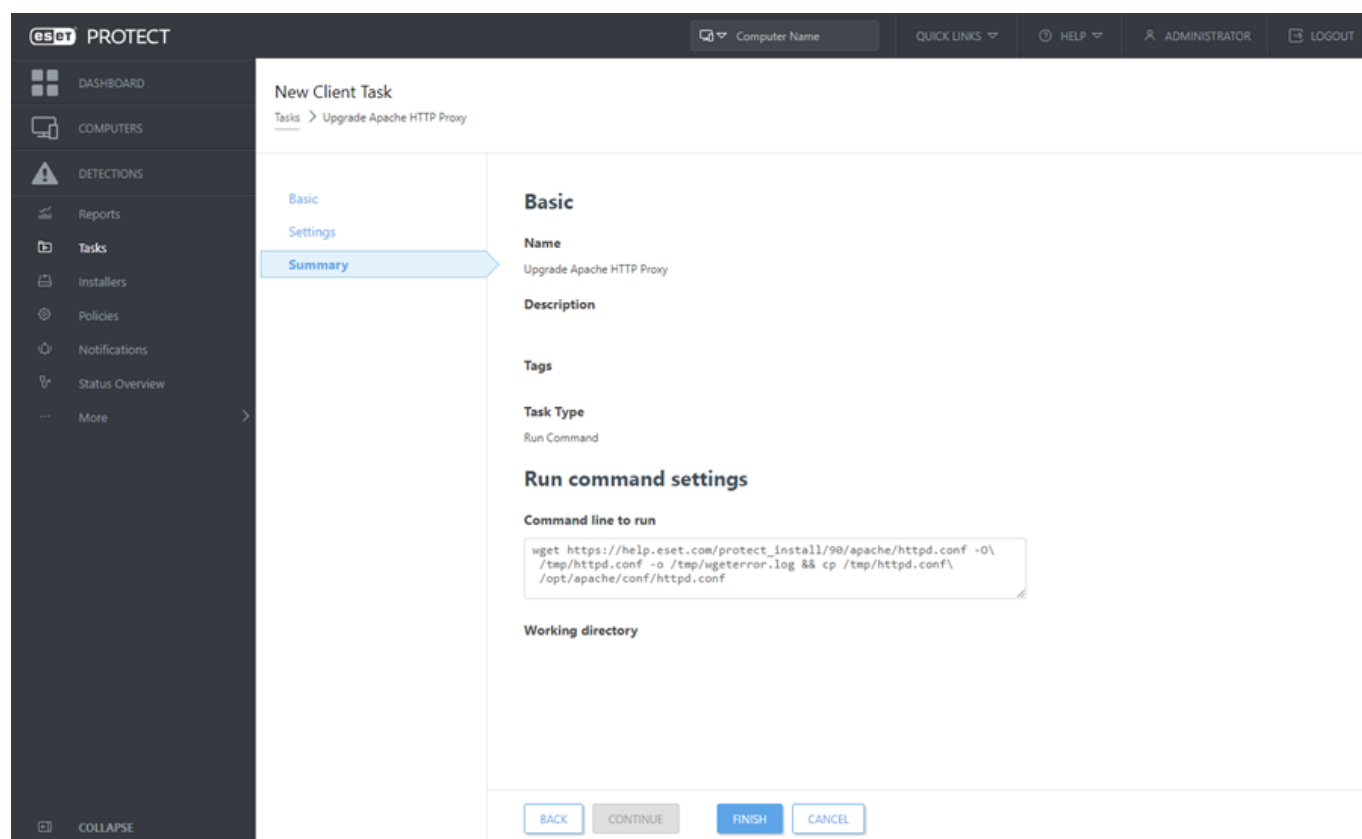 eset PROTECT
Computer Name
QUICK LINKS
HELP
ADMINISTRATOR
LOGOUT
DASHBOARD
COMPUTERS
DETECTIONS
Reports
Tasks
Installers
Policies
Notifications
Status Overview
More
COLLAPSE
New Client Task
Tasks > Upgrade Apache HTTP Proxy
Basic
Settings
Summary
Basic
Name
Upgrade Apache HTTP Proxy
Description
Tags
Task Type
Run Command
Run command settings
Command line to run
wget https://help.eset.com/protect_install/90/apache/httpd.conf -O\
/tmp/httpd.conf -o /tmp/wgeterror.log && cp /tmp/httpd.conf\
/opt/apache/conf/httpd.conf
Working directory
BACK
CONTINUE
FINISH
CANCEL